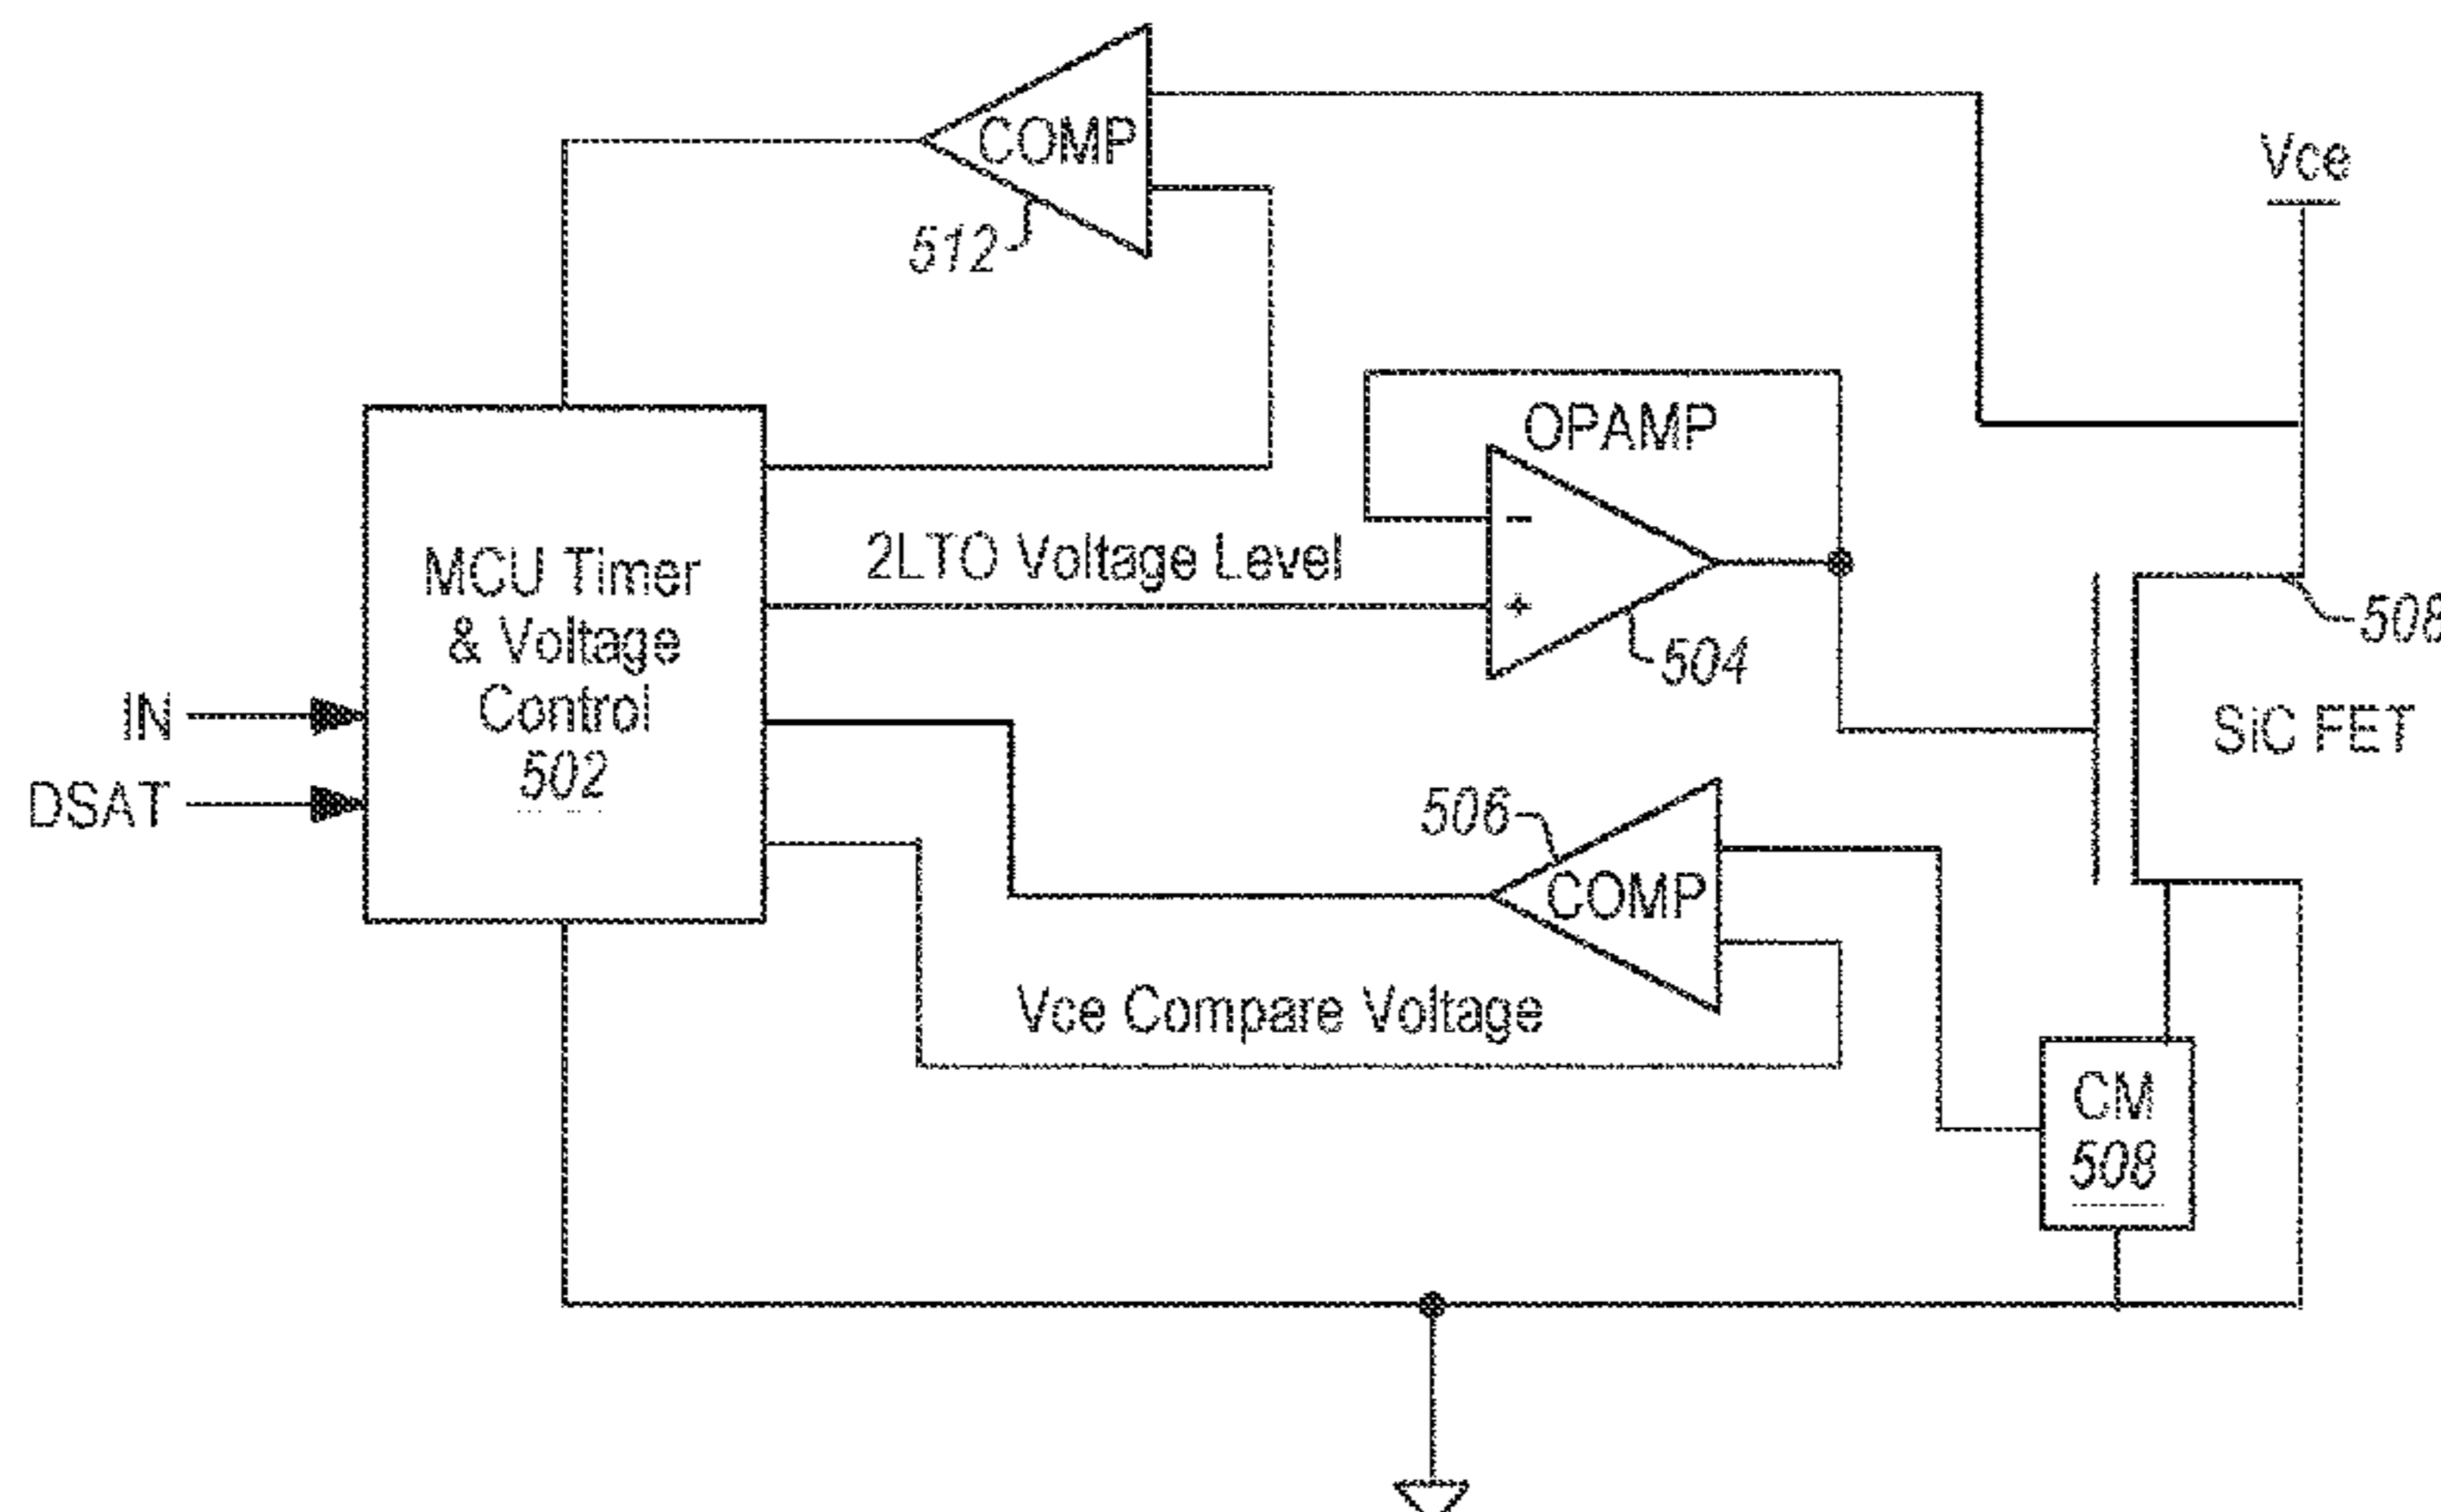 COMP
512
Vce
OPAMP
2LTO Voltage Level
-
+
504
508
MCU Timer
& Voltage
Control
502
IN
DSAT
SiC FET
506
COMP
Vce Compare Voltage
CM
508